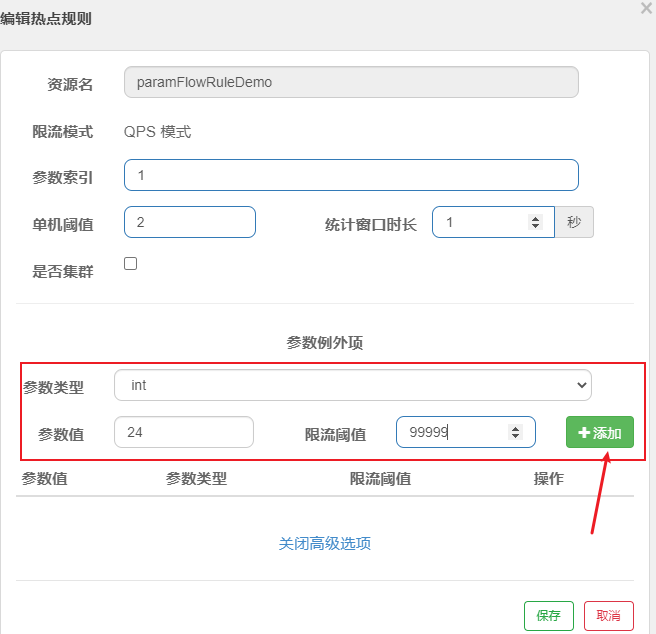 编辑热点规则
资源名 paramFlowRuleDemo
限流模式 QPS 模式
参数索引 1
单机阈值 2 统计窗口时长 1 秒
是否集群
参数例外项
参数类型 int
参数值 24 限流阈值 99999 添加
参数值 参数类型 限流阈值 操作
关闭高级选项
保存 取消